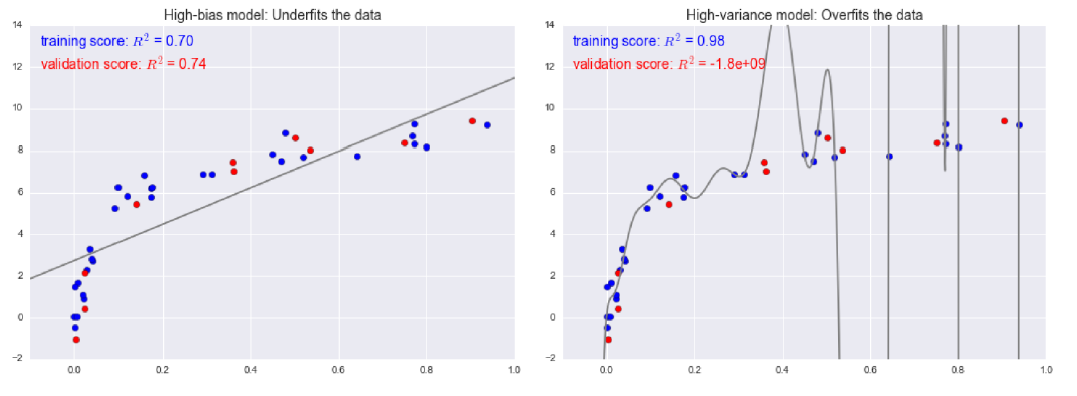 High-bias model: Underfits the data
training score: R² = 0.70
validation score: R² = 0.74
14
12
10
8
6
4
2
0
−2
0.0 0.2 0.4 0.6 0.8 1.0
High-variance model: Overfits the data
training score: R² = 0.98
validation score: R² = -1.8e+09
14
12
10
8
6
4
2
0
−2
0.0 0.2 0.4 0.6 0.8 1.0